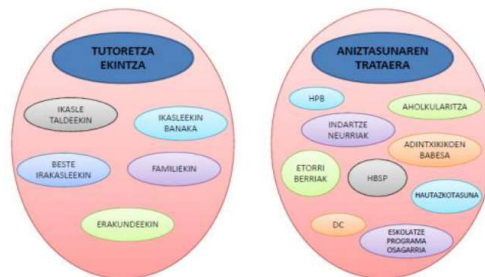 TUTORETZA
EKINTZA
IKASLE
TALDEEKIN
IKASLEEKIN
BANAKA
BESTE
IRAKASLEEKIN
FAMILIEKIN
ERAKUNDEEKIN
ANIZTASUNAREN
TRATAERA
HPB
AHOLKULARITZA
INDARTZE
NEURRIAK
ADINTXIKIKOEN
BABESA
ETORRI
BERRIAK
HBSP
HAUTAZKOTASUNA
DC
ESKOLATZE
PROGRAMA
OSAGARRIA